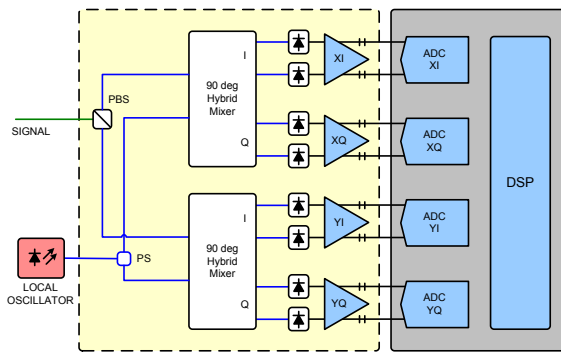 PBS
SIGNAL
LOCAL
OSCILLATOR
PS
I
90 deg
Hybrid
Mixer
Q
I
90 deg
Hybrid
Mixer
Q
XI
XQ
YI
YQ
ADC
XI
ADC
XQ
ADC
YI
ADC
YQ
DSP